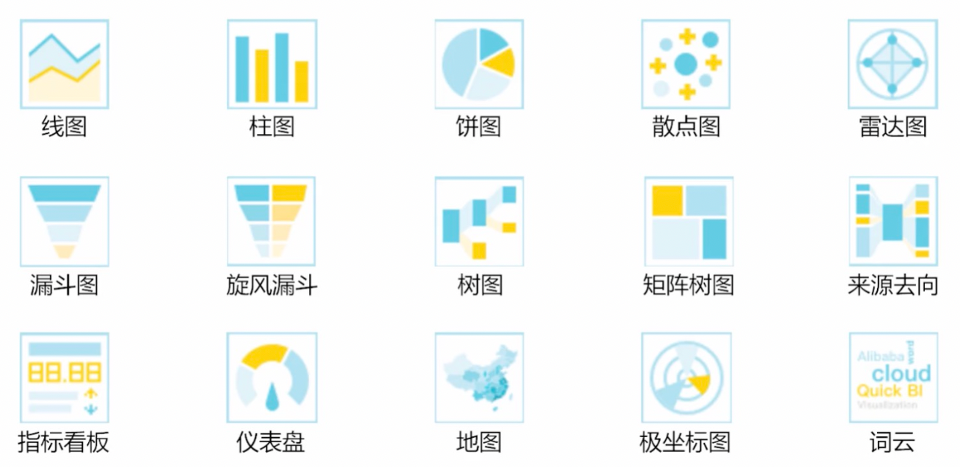 线图
柱图
饼图
散点图
雷达图
漏斗图
旋风漏斗
树图
矩阵树图
来源去向
88.88
指标看板
仪表盘
地图
极坐标图
Alibaba
word
cloud
Quick BI
Visualization
词云